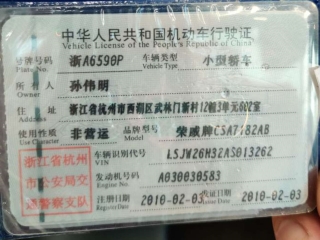 中华人民共和国机动车行驶证
Vehicle License of the People's Republic of China
号牌号码 浙A6590P 车辆类型 小型轿车
Plate No. Vehicle Type
所有人 孙伟明
Owner
住址 浙江省杭州市西湖区武林门新村12幢3单元602室
Address
使用性质 非营运 品牌型号 荣威牌CSA7182AB
Use Character Model
浙江省杭州市公安局交通警察支队
车辆识别代号 LSJW26H32AS013262
VIN
发动机号码 A030030583
Engine No.
注册日期 2010-02-03 发证日期 2010-02-03
Register Date Issue Date